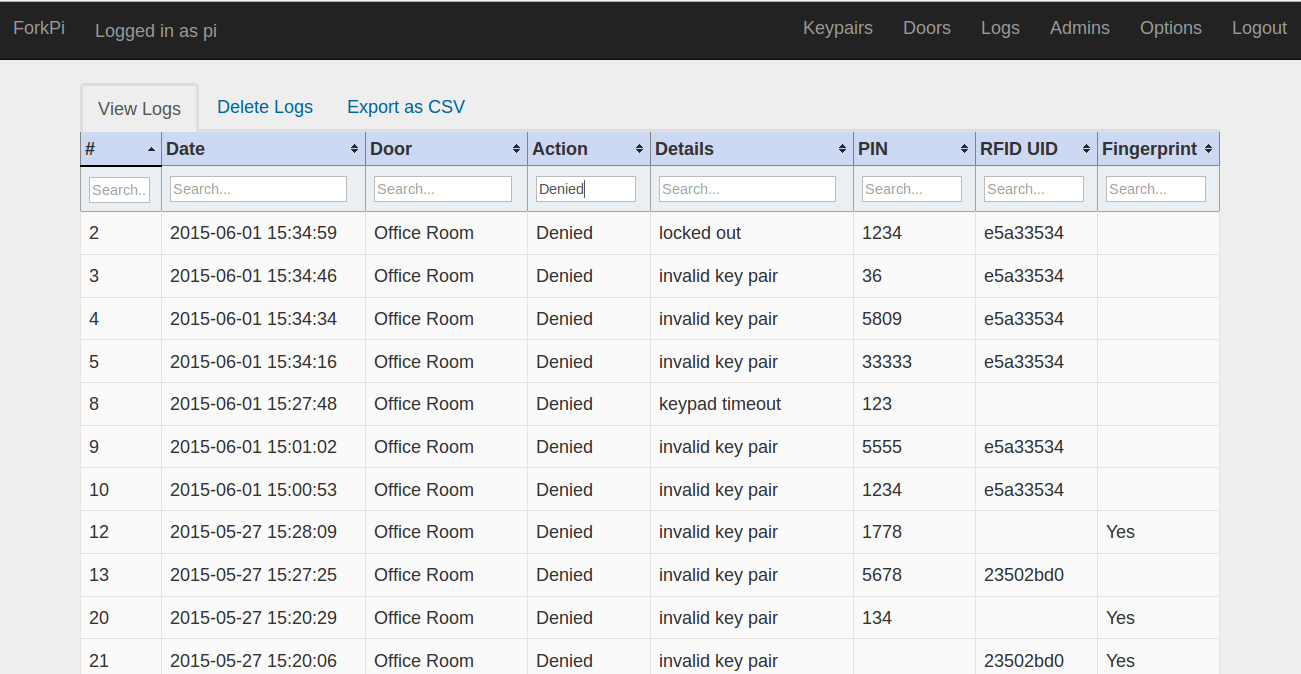 ForkPi Logged in as pi Keypairs Doors Logs Admins Options Logout
View Logs Delete Logs Export as CSV
# Date Door Action Details PIN RFID UID Fingerprint
Search.. Search... Search... Denied Search... Search... Search... Search...
2 2015-06-01 15:34:59 Office Room Denied locked out 1234 e5a33534
3 2015-06-01 15:34:46 Office Room Denied invalid key pair 36 e5a33534
4 2015-06-01 15:34:34 Office Room Denied invalid key pair 5809 e5a33534
5 2015-06-01 15:34:16 Office Room Denied invalid key pair 33333 e5a33534
8 2015-06-01 15:27:48 Office Room Denied keypad timeout 123
9 2015-06-01 15:01:02 Office Room Denied invalid key pair 5555 e5a33534
10 2015-06-01 15:00:53 Office Room Denied invalid key pair 1234 e5a33534
12 2015-05-27 15:28:09 Office Room Denied invalid key pair 1778 Yes
13 2015-05-27 15:27:25 Office Room Denied invalid key pair 5678 23502bd0
20 2015-05-27 15:20:29 Office Room Denied invalid key pair 134 Yes
21 2015-05-27 15:20:06 Office Room Denied invalid key pair 23502bd0 Yes